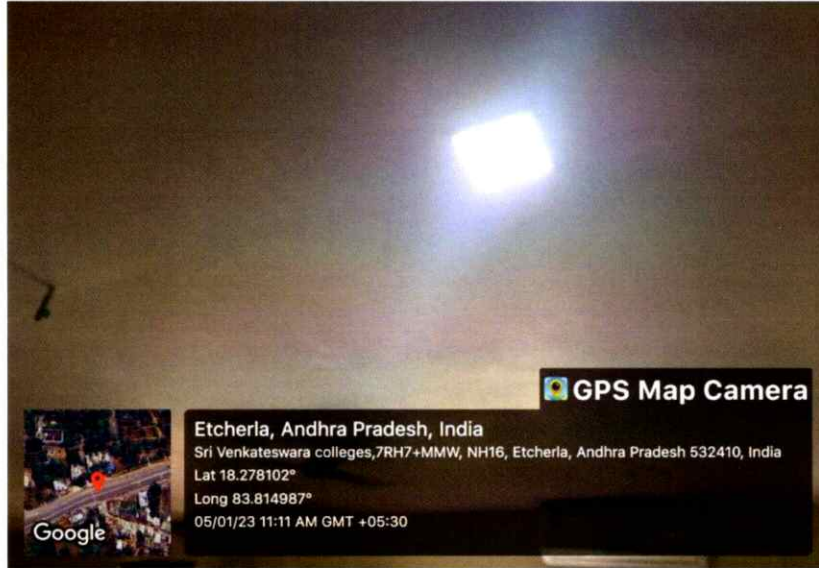 GPS Map Camera
Etcherla, Andhra Pradesh, India
Sri Venkateswara colleges,7RH7+MMW, NH16, Etcherla, Andhra Pradesh 532410, India
Lat 18.278102°
Long 83.814987°
05/01/23 11:11 AM GMT +05:30
Google